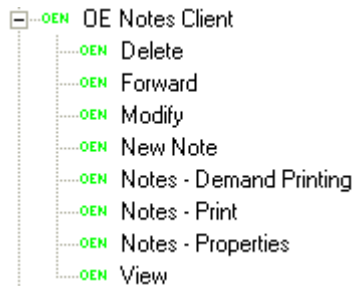 OEN OE Notes Client
OEN Delete
OEN Forward
OEN Modify
OEN New Note
OEN Notes - Demand Printing
OEN Notes - Print
OEN Notes - Properties
OEN View